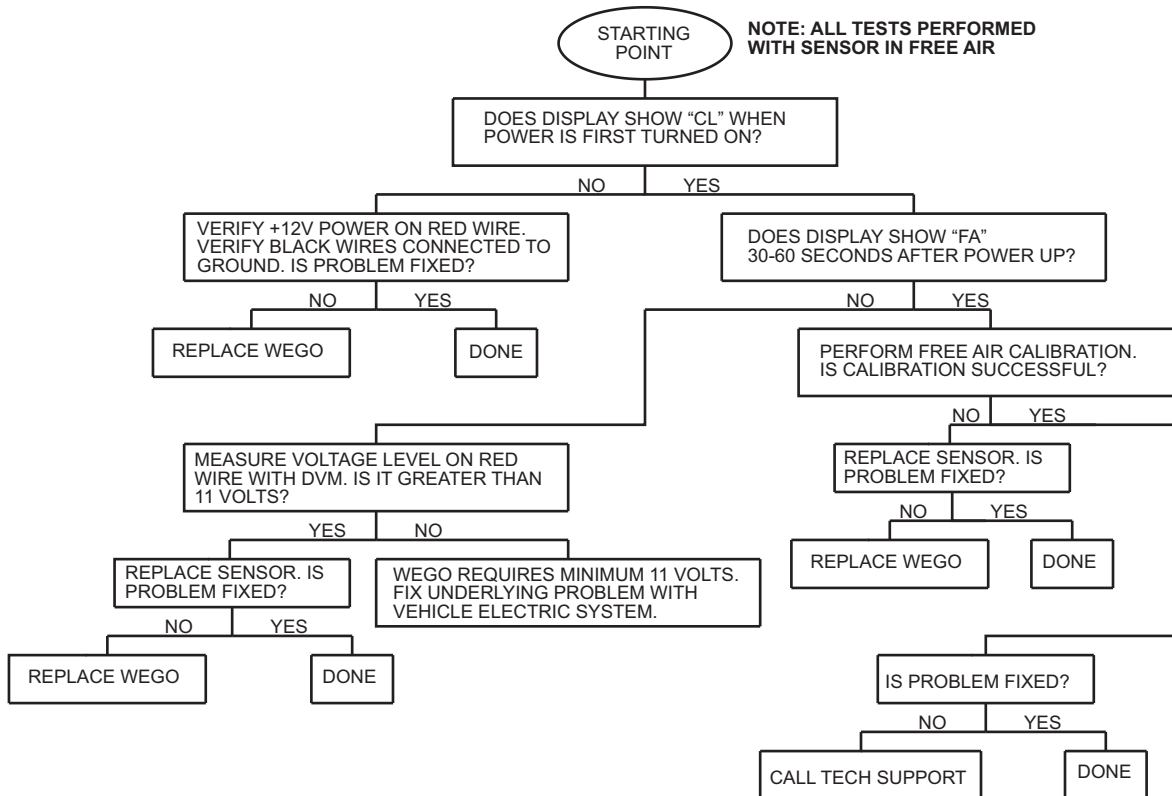 STARTING
POINT
NOTE: ALL TESTS PERFORMED
WITH SENSOR IN FREE AIR
DOES DISPLAY SHOW “CL” WHEN
POWER IS FIRST TURNED ON?
NO
YES
VERIFY +12V POWER ON RED WIRE.
VERIFY BLACK WIRES CONNECTED TO
GROUND. IS PROBLEM FIXED?
DOES DISPLAY SHOW “FA”
30-60 SECONDS AFTER POWER UP?
NO
YES
NO
YES
REPLACE WEGO
DONE
PERFORM FREE AIR CALIBRATION.
IS CALIBRATION SUCCESSFUL?
NO
YES
MEASURE VOLTAGE LEVEL ON RED
WIRE WITH DVM. IS IT GREATER THAN
11 VOLTS?
REPLACE SENSOR. IS
PROBLEM FIXED?
NO
YES
YES
NO
REPLACE WEGO
DONE
REPLACE SENSOR. IS
PROBLEM FIXED?
WEGO REQUIRES MINIMUM 11 VOLTS.
FIX UNDERLYING PROBLEM WITH
VEHICLE ELECTRIC SYSTEM.
NO
YES
REPLACE WEGO
DONE
IS PROBLEM FIXED?
NO
YES
CALL TECH SUPPORT
DONE